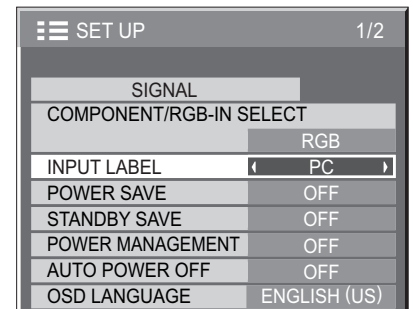 SET UP 1/2
SIGNAL
COMPONENT/RGB-IN SELECT
RGB
INPUT LABEL PC
POWER SAVE OFF
STANDBY SAVE OFF
POWER MANAGEMENT OFF
AUTO POWER OFF OFF
OSD LANGUAGE ENGLISH (US)